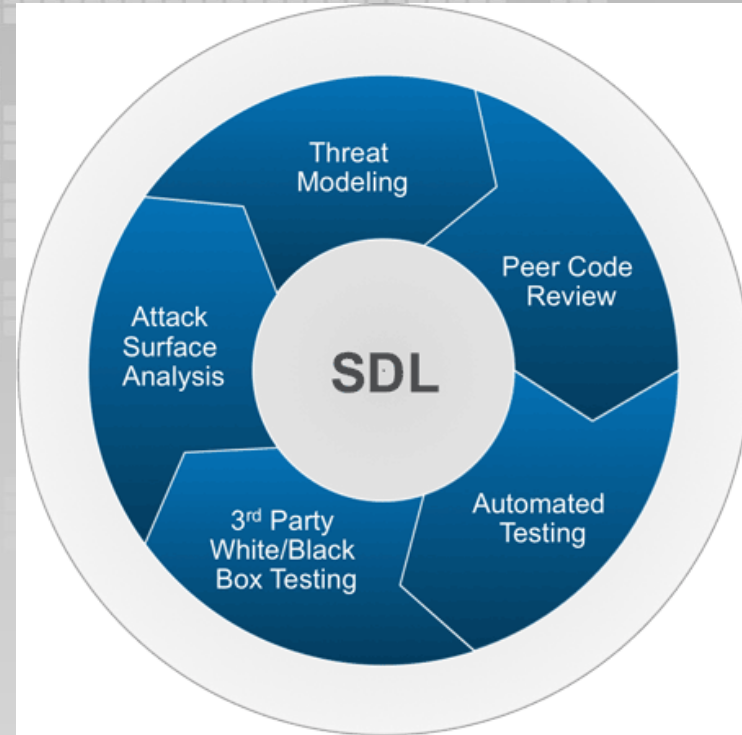 Threat
Modeling
Peer Code
Review
Attack
Surface
Analysis
SDL
Automated
Testing
3rd Party
White/Black
Box Testing